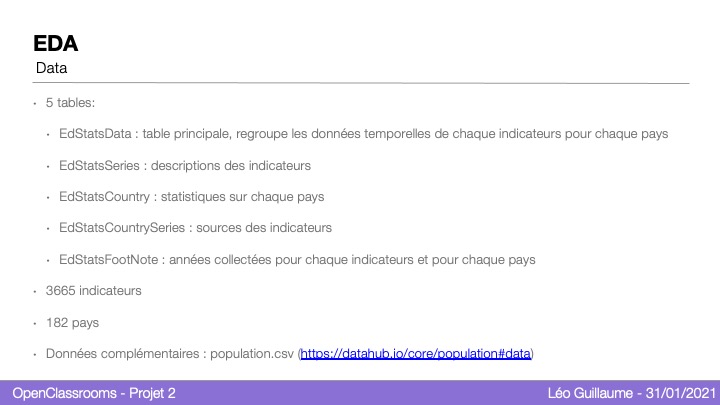 EDA
Data
• 5 tables:
• EdStatsData : table principale, regroupe les données temporelles de chaque indicateurs pour chaque pays
• EdStatsSeries : descriptions des indicateurs
• EdStatsCountry : statistiques sur chaque pays
• EdStatsCountrySeries : sources des indicateurs
• EdStatsFootNote : années collectées pour chaque indicateurs et pour chaque pays
• 3665 indicateurs
• 182 pays
• Données complémentaires : population.csv (https://datahub.io/core/population#data)
OpenClassrooms - Projet 2
Léo Guillaume - 31/01/2021